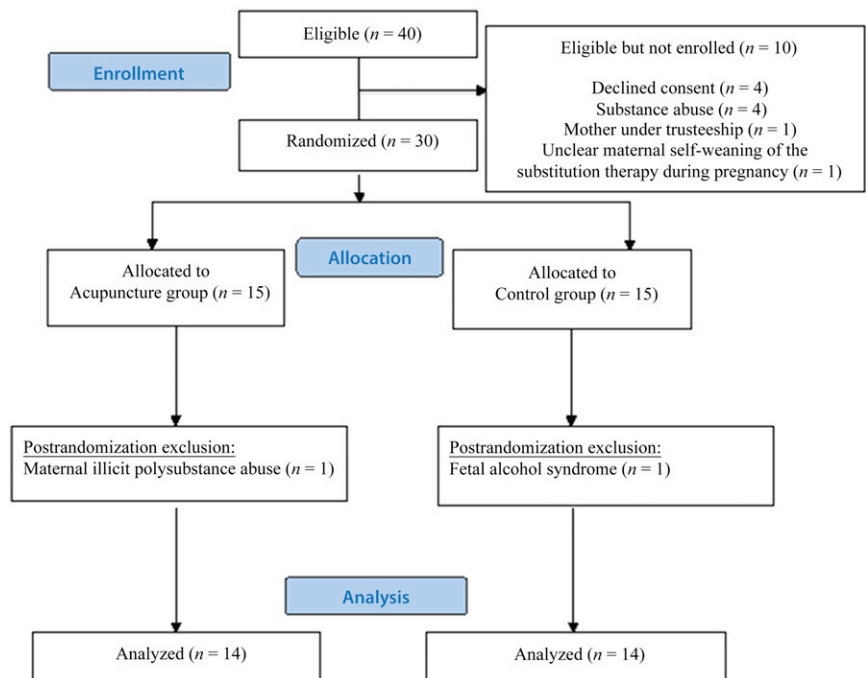 Eligible (n = 40)
Enrollment
Eligible but not enrolled (n = 10)
Declined consent (n = 4)
Substance abuse (n = 4)
Mother under trusteeship (n = 1)
Unclear maternal self-weaning of the
substitution therapy during pregnancy (n = 1)
Randomized (n = 30)
Allocation
Allocated to
Acupuncture group (n = 15)
Allocated to
Control group (n = 15)
Postrandomization exclusion:
Maternal illicit polysubstance abuse (n = 1)
Postrandomization exclusion:
Fetal alcohol syndrome (n = 1)
Analysis
Analyzed (n = 14)
Analyzed (n = 14)